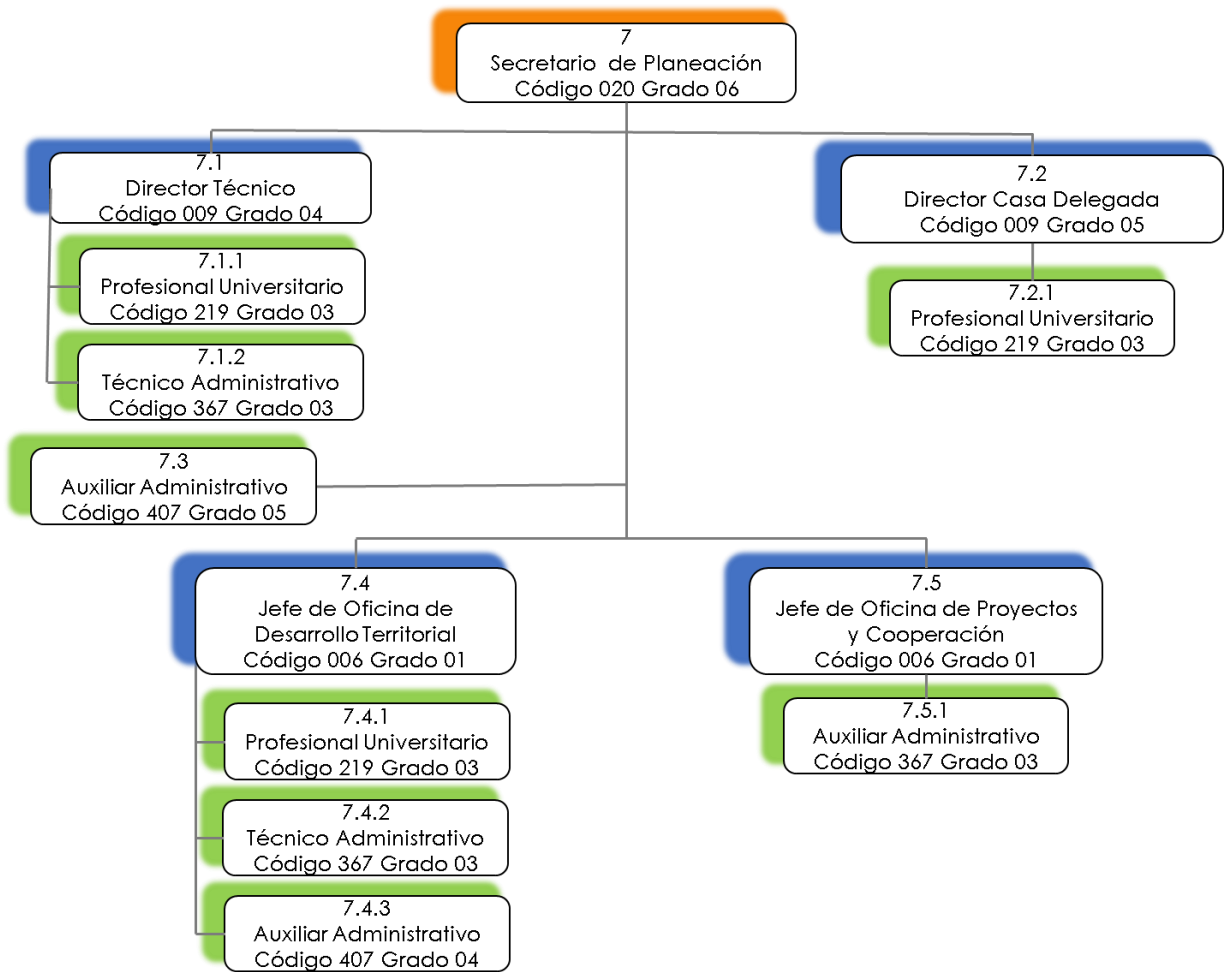 7
Secretario de Planeación
Código 020 Grado 06
7.1
Director Técnico
Código 009 Grado 04
7.1.1
Profesional Universitario
Código 219 Grado 03
7.1.2
Técnico Administrativo
Código 367 Grado 03
7.2
Director Casa Delegada
Código 009 Grado 05
7.2.1
Profesional Universitario
Código 219 Grado 03
7.3
Auxiliar Administrativo
Código 407 Grado 05
7.4
Jefe de Oficina de
Desarrollo Territorial
Código 006 Grado 01
7.4.1
Profesional Universitario
Código 219 Grado 03
7.4.2
Técnico Administrativo
Código 367 Grado 03
7.4.3
Auxiliar Administrativo
Código 407 Grado 04
7.5
Jefe de Oficina de Proyectos
y Cooperación
Código 006 Grado 01
7.5.1
Auxiliar Administrativo
Código 367 Grado 03